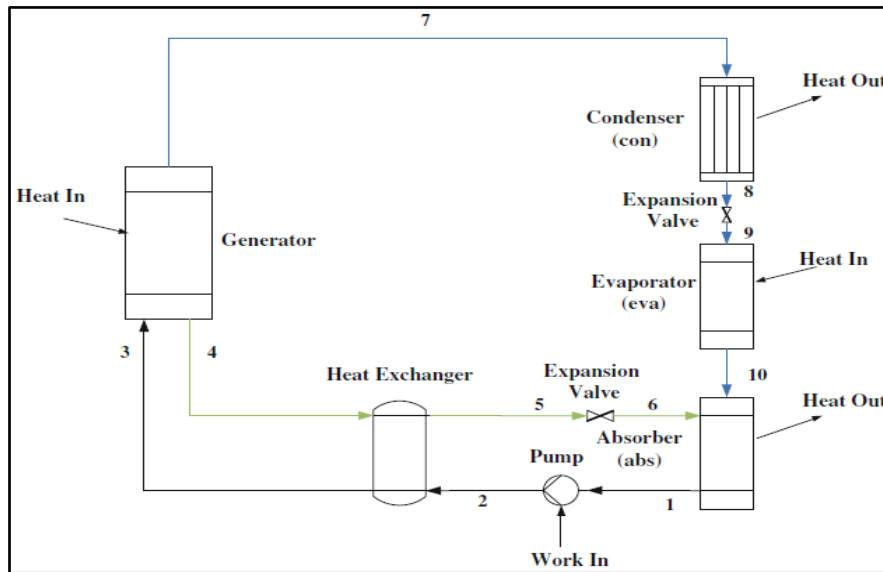 7
Heat Out
Condenser
(con)
Heat In
8
Expansion
Valve
9
Generator
Heat In
Evaporator
(eva)
3
4
10
Heat Exchanger
Expansion
Valve
5
6
Heat Out
Absorber
(abs)
Pump
2
1
Work In